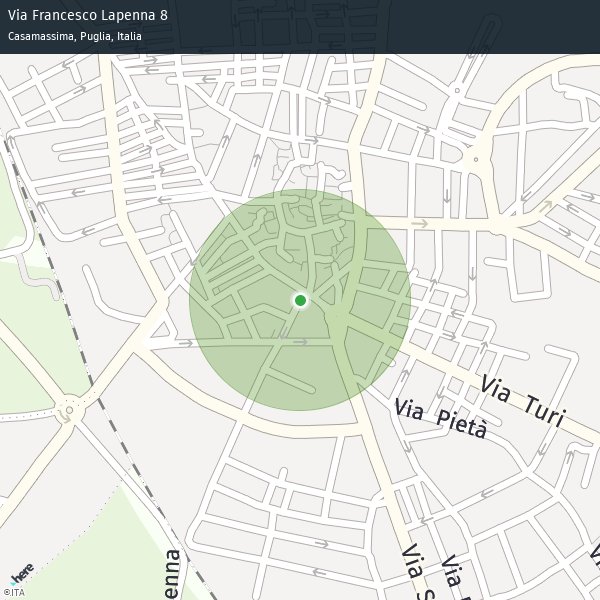 Via Francesco Lapenna 8
Casamassima, Puglia, Italia
Via Turi
Via Pietà
enna
Via S
Via
here
©ITA